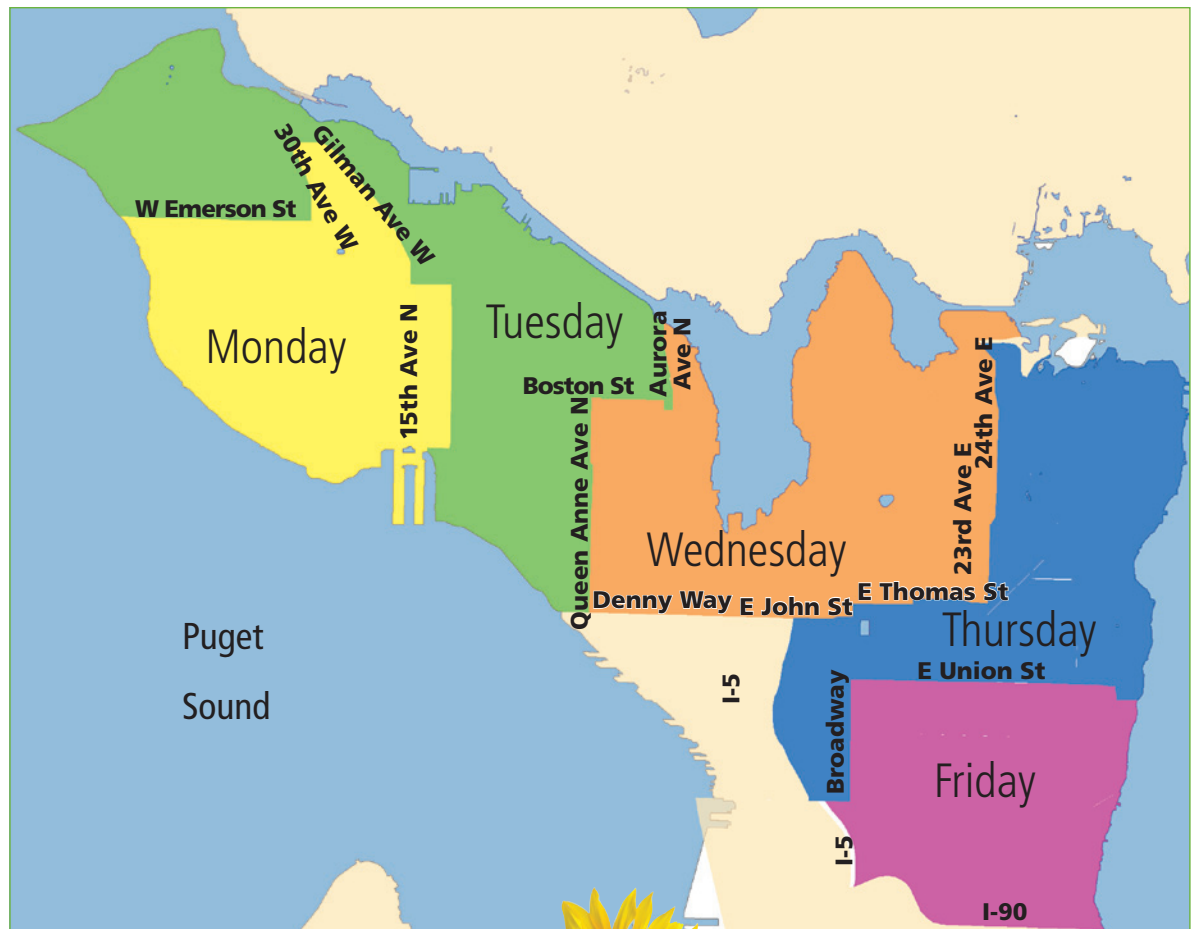 Gilman Ave W
30th Ave W
W Emerson St
Monday
15th Ave N
Tuesday
Aurora
Ave N
Boston St
Queen Anne Ave N
24th Ave E
23rd Ave E
Wednesday
Denny Way
E John St
E Thomas St
Thursday
E Union St
Puget
Sound
I-5
Broadway
Friday
I-5
I-90